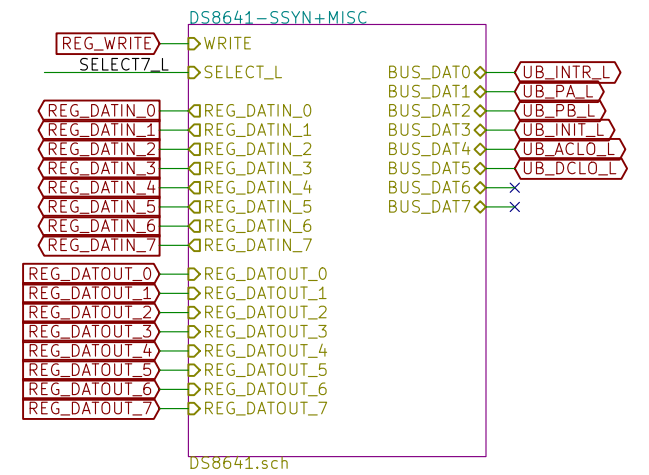 DS8641-SSYN+MISC
REG_WRITE WRITE
SELECT7_L SELECT_L BUS_DAT0 UB_INTR_L
BUS_DAT1 UB_PA_L
REG_DATIN_0 REG_DATIN_0 BUS_DAT2 UB_PB_L
REG_DATIN_1 REG_DATIN_1 BUS_DAT3 UB_INIT_L
REG_DATIN_2 REG_DATIN_2 BUS_DAT4 UB_ACLO_L
REG_DATIN_3 REG_DATIN_3 BUS_DAT5 UB_DCLO_L
REG_DATIN_4 REG_DATIN_4 BUS_DAT6
REG_DATIN_5 REG_DATIN_5 BUS_DAT7
REG_DATIN_6 REG_DATIN_6
REG_DATIN_7 REG_DATIN_7
REG_DATOUT_0 REG_DATOUT_0
REG_DATOUT_1 REG_DATOUT_1
REG_DATOUT_2 REG_DATOUT_2
REG_DATOUT_3 REG_DATOUT_3
REG_DATOUT_4 REG_DATOUT_4
REG_DATOUT_5 REG_DATOUT_5
REG_DATOUT_6 REG_DATOUT_6
REG_DATOUT_7 REG_DATOUT_7
DS8641.sch